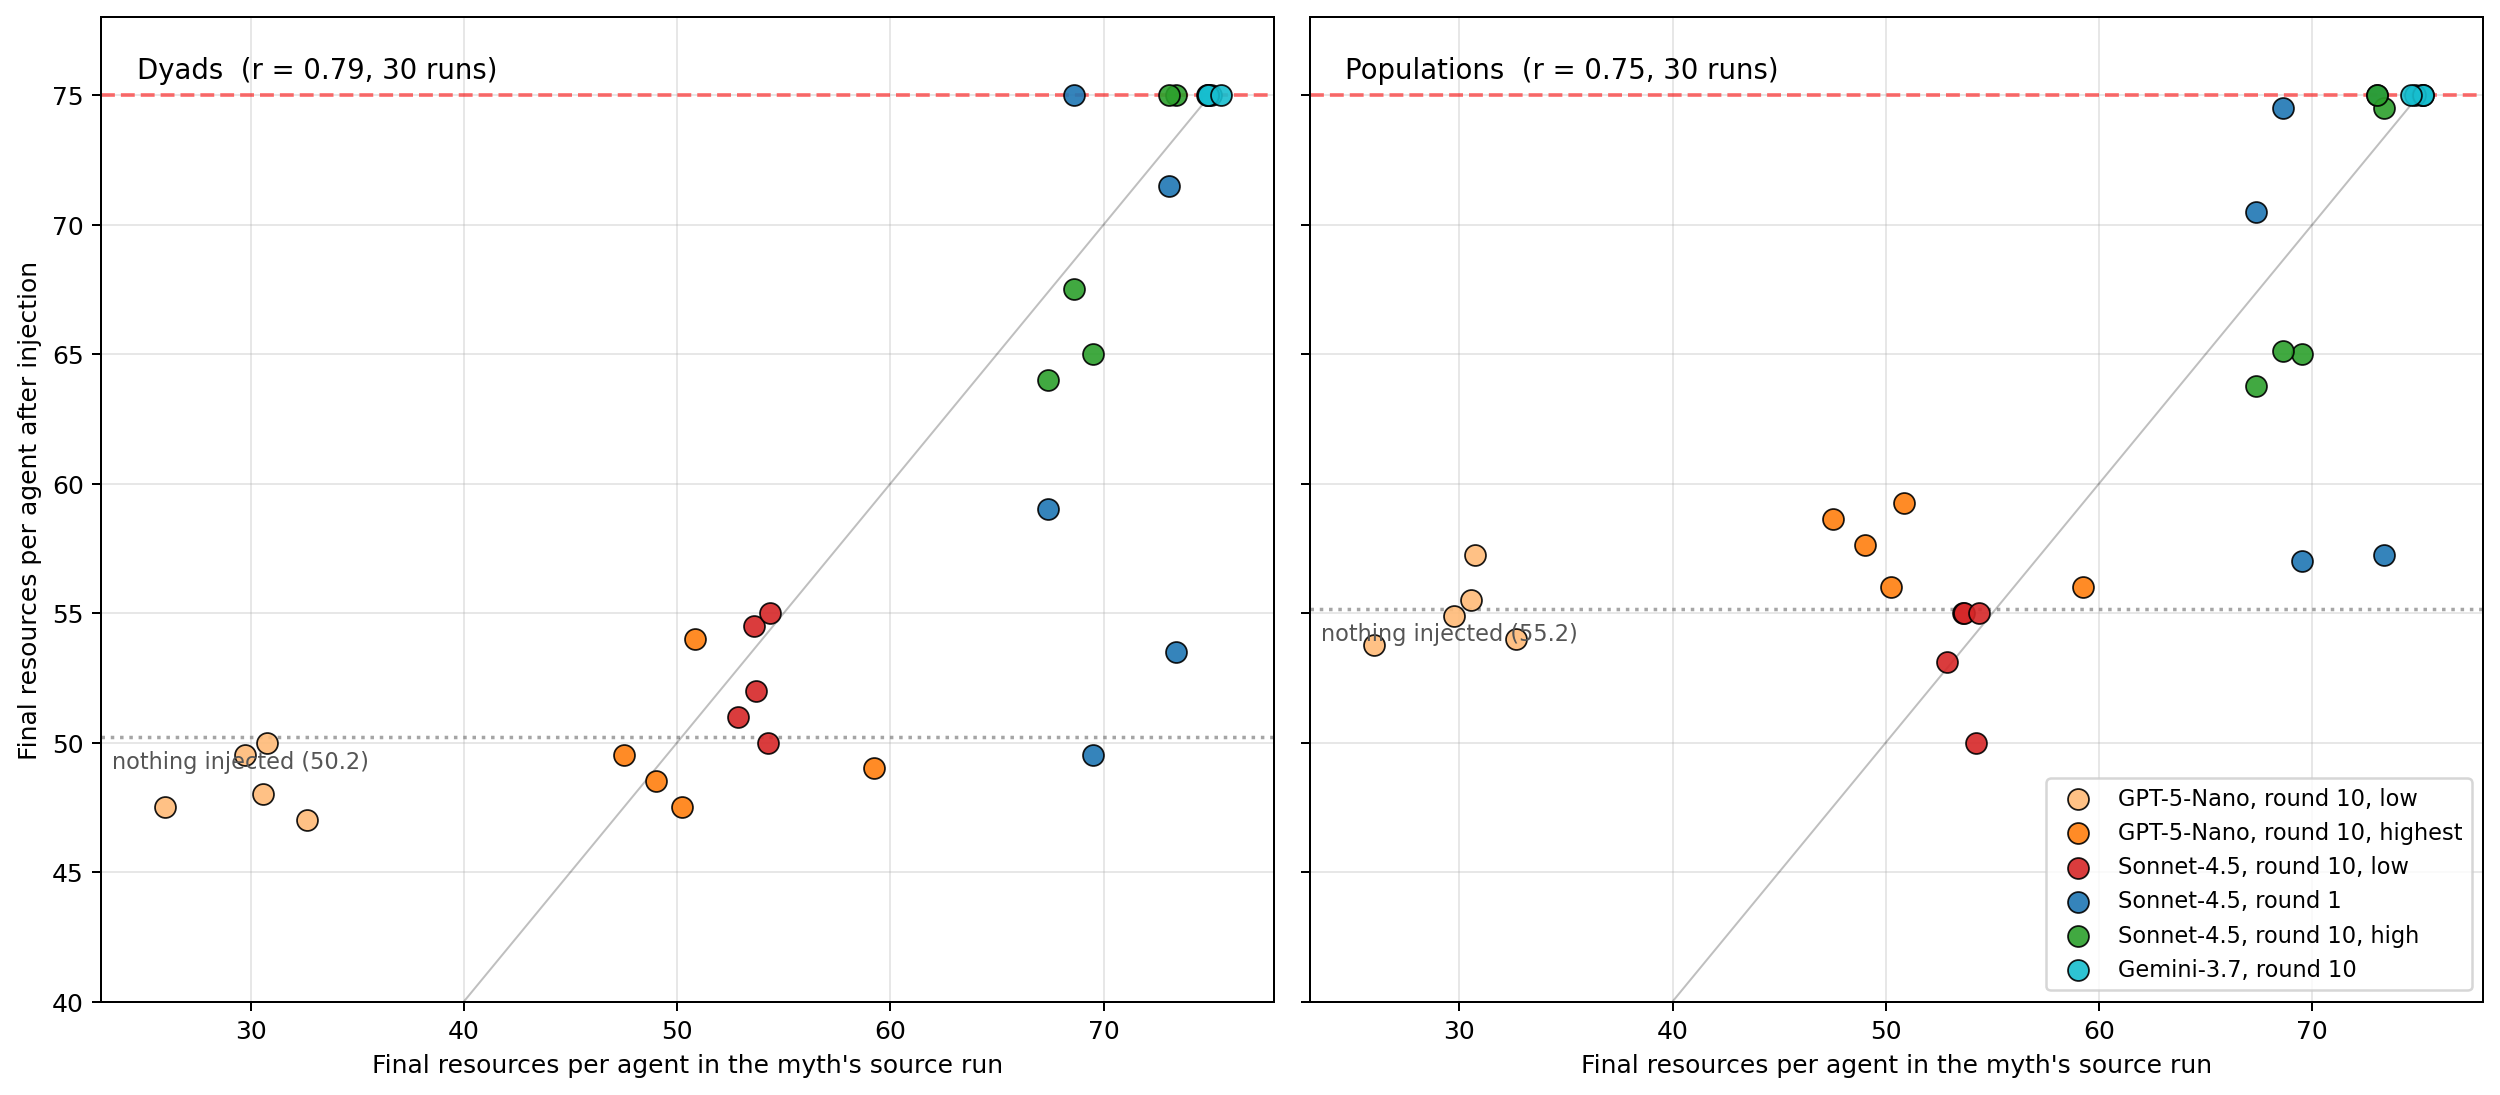 Dyads  (r = 0.79, 30 runs)
Populations  (r = 0.75, 30 runs)
Final resources per agent after injection
75
70
65
60
55
50
45
40
nothing injected (50.2)
nothing injected (55.2)
GPT-5-Nano, round 10, low
GPT-5-Nano, round 10, highest
Sonnet-4.5, round 10, low
Sonnet-4.5, round 1
Sonnet-4.5, round 10, high
Gemini-3.7, round 10
30 40 50 60 70
30 40 50 60 70
Final resources per agent in the myth's source run
Final resources per agent in the myth's source run